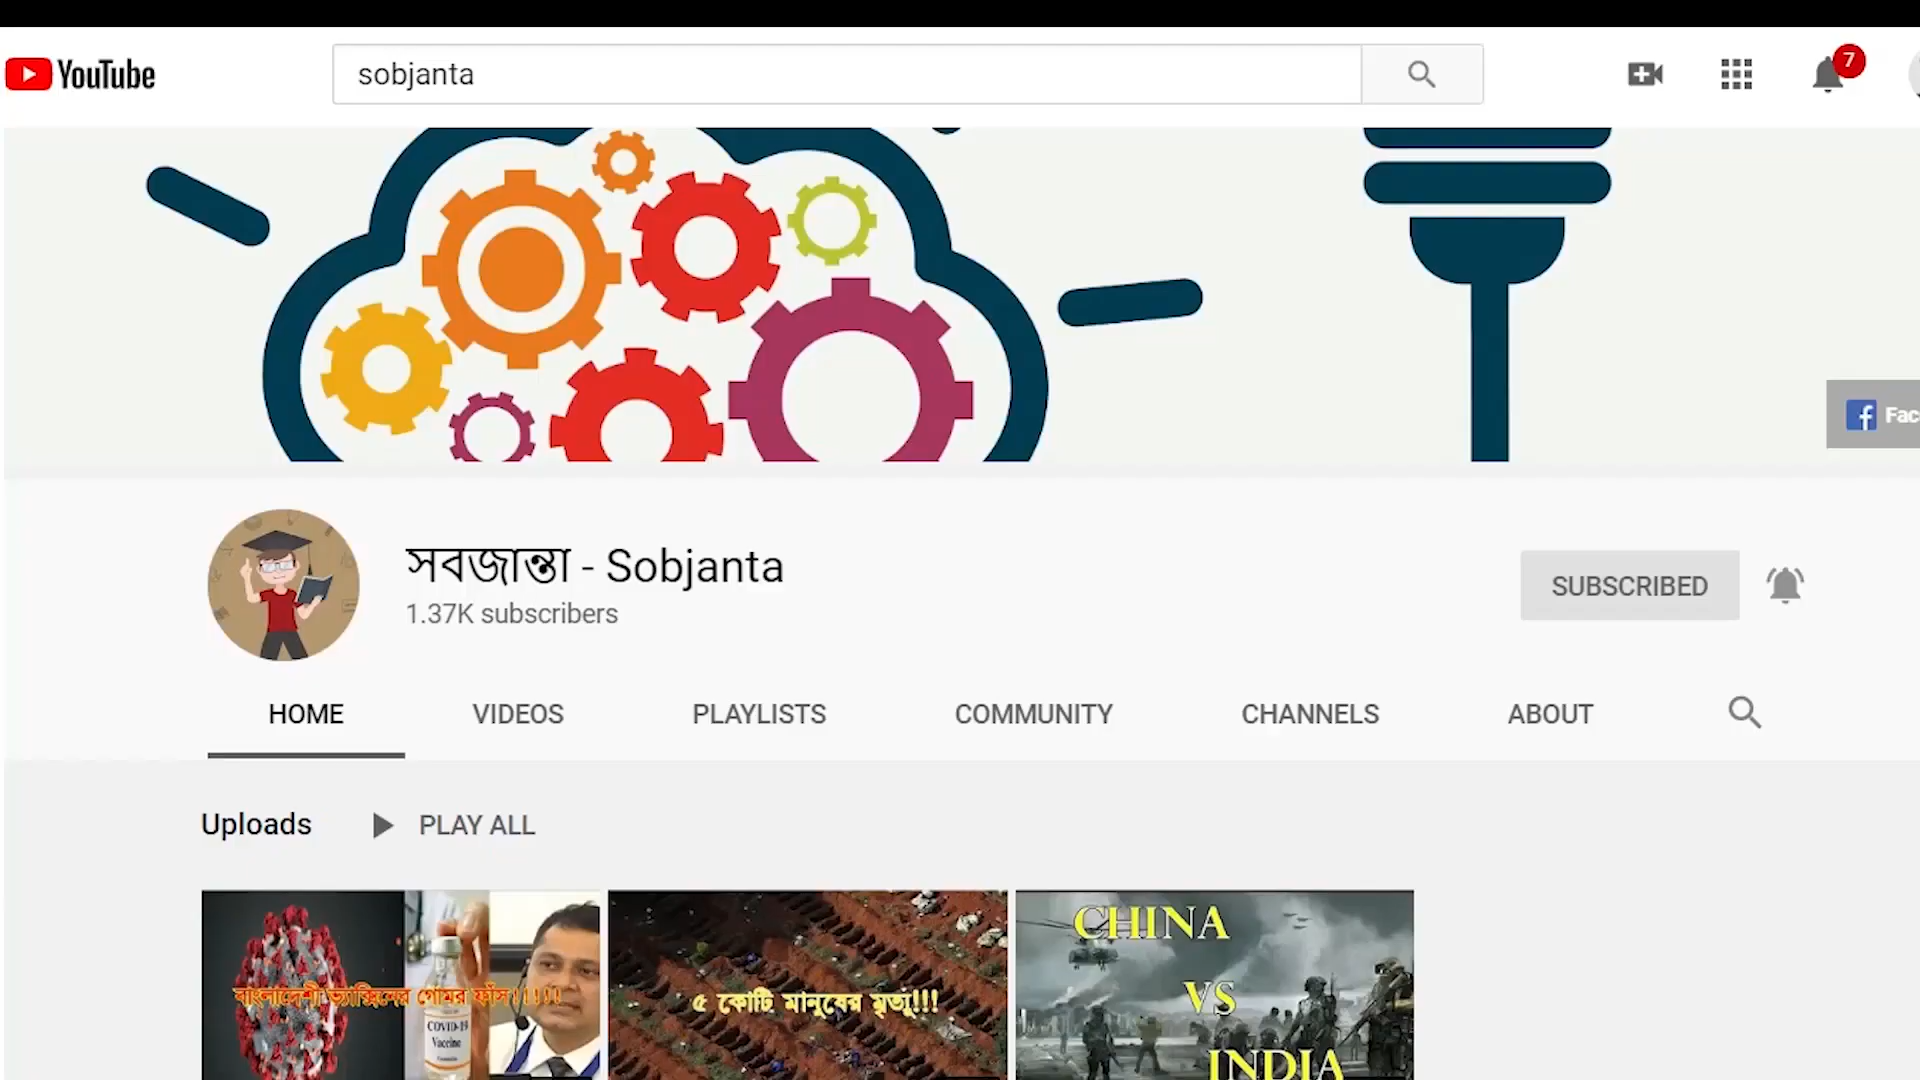 YouTube
sobjanta
7
Fac
সবজান্তা - Sobjanta
1.37K subscribers
SUBSCRIBED
HOME
VIDEOS
PLAYLISTS
COMMUNITY
CHANNELS
ABOUT
Uploads
PLAY ALL
বাংলাদেশী ভ্যাক্সিনের গোমর ফাঁস!!!!!
COVID-19
Vaccine
৫ কোটি মানুষের মৃত্যু!!!
CHINA
VS
INDIA